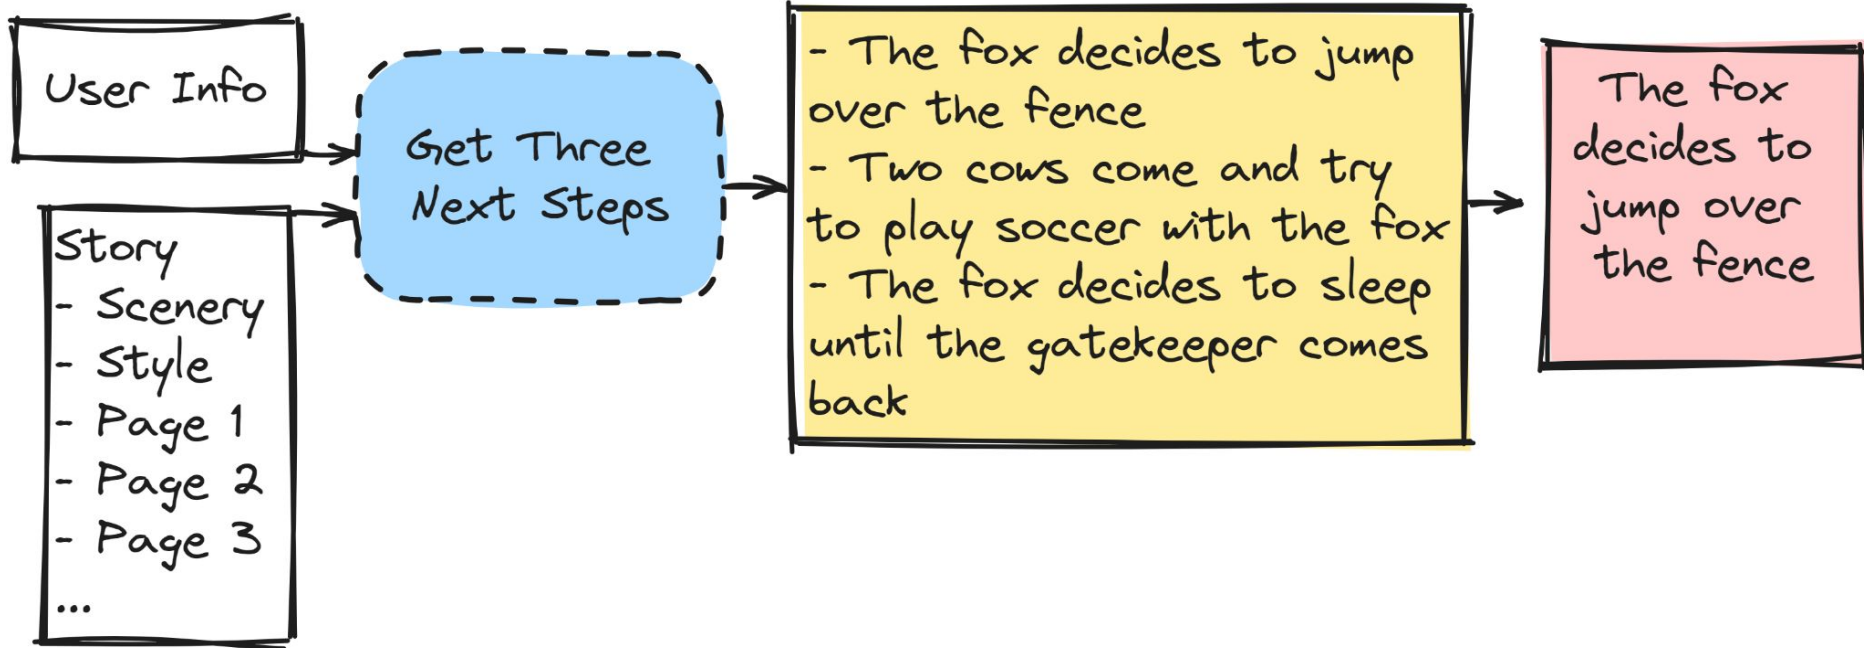 User Info
Story
- Scenery
- Style
- Page 1
- Page 2
- Page 3
...
Get Three
Next Steps
- The fox decides to jump
over the fence
- Two cows come and try
to play soccer with the fox
- The fox decides to sleep
until the gatekeeper comes
back
The fox
decides to
jump over
the fence